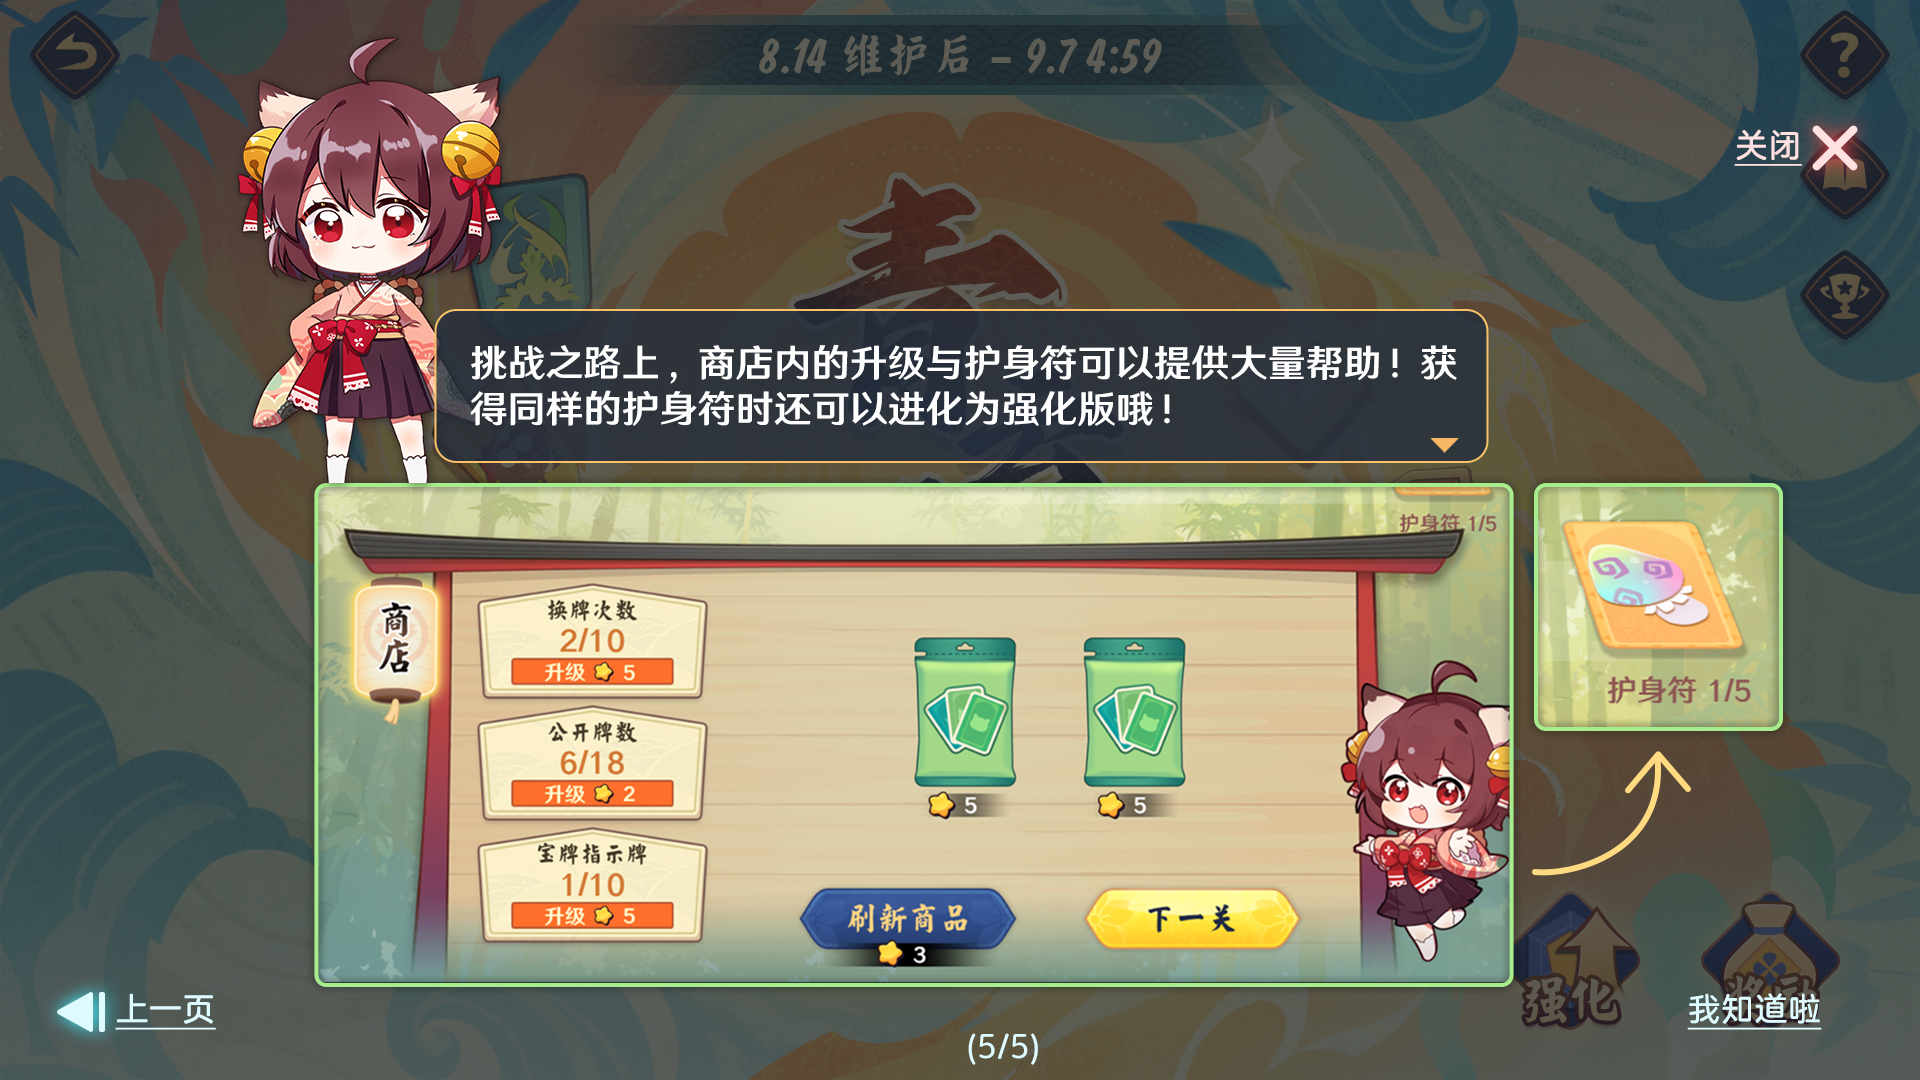 8.14 维护后 – 9.7 4:59
?
关闭
挑战之路上，商店内的升级与护身符可以提供大量帮助！获
得同样的护身符时还可以进化为强化版哦！
护身符 1/5
商店
换牌次数
2/10
升级 5
公开牌数
6/18
升级 2
宝牌指示牌
1/10
升级 5
5
5
刷新商品
3
下一关
护身符 1/5
强化
上一页
我知道啦
(5/5)